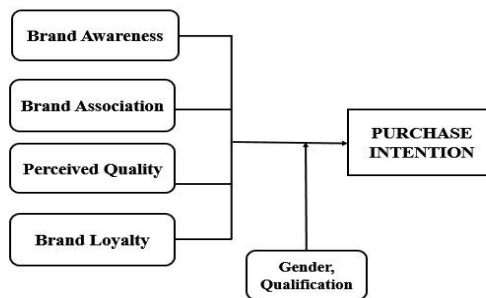 Brand Awareness
Brand Association
Perceived Quality
Brand Loyalty
PURCHASE
INTENTION
Gender,
Qualification